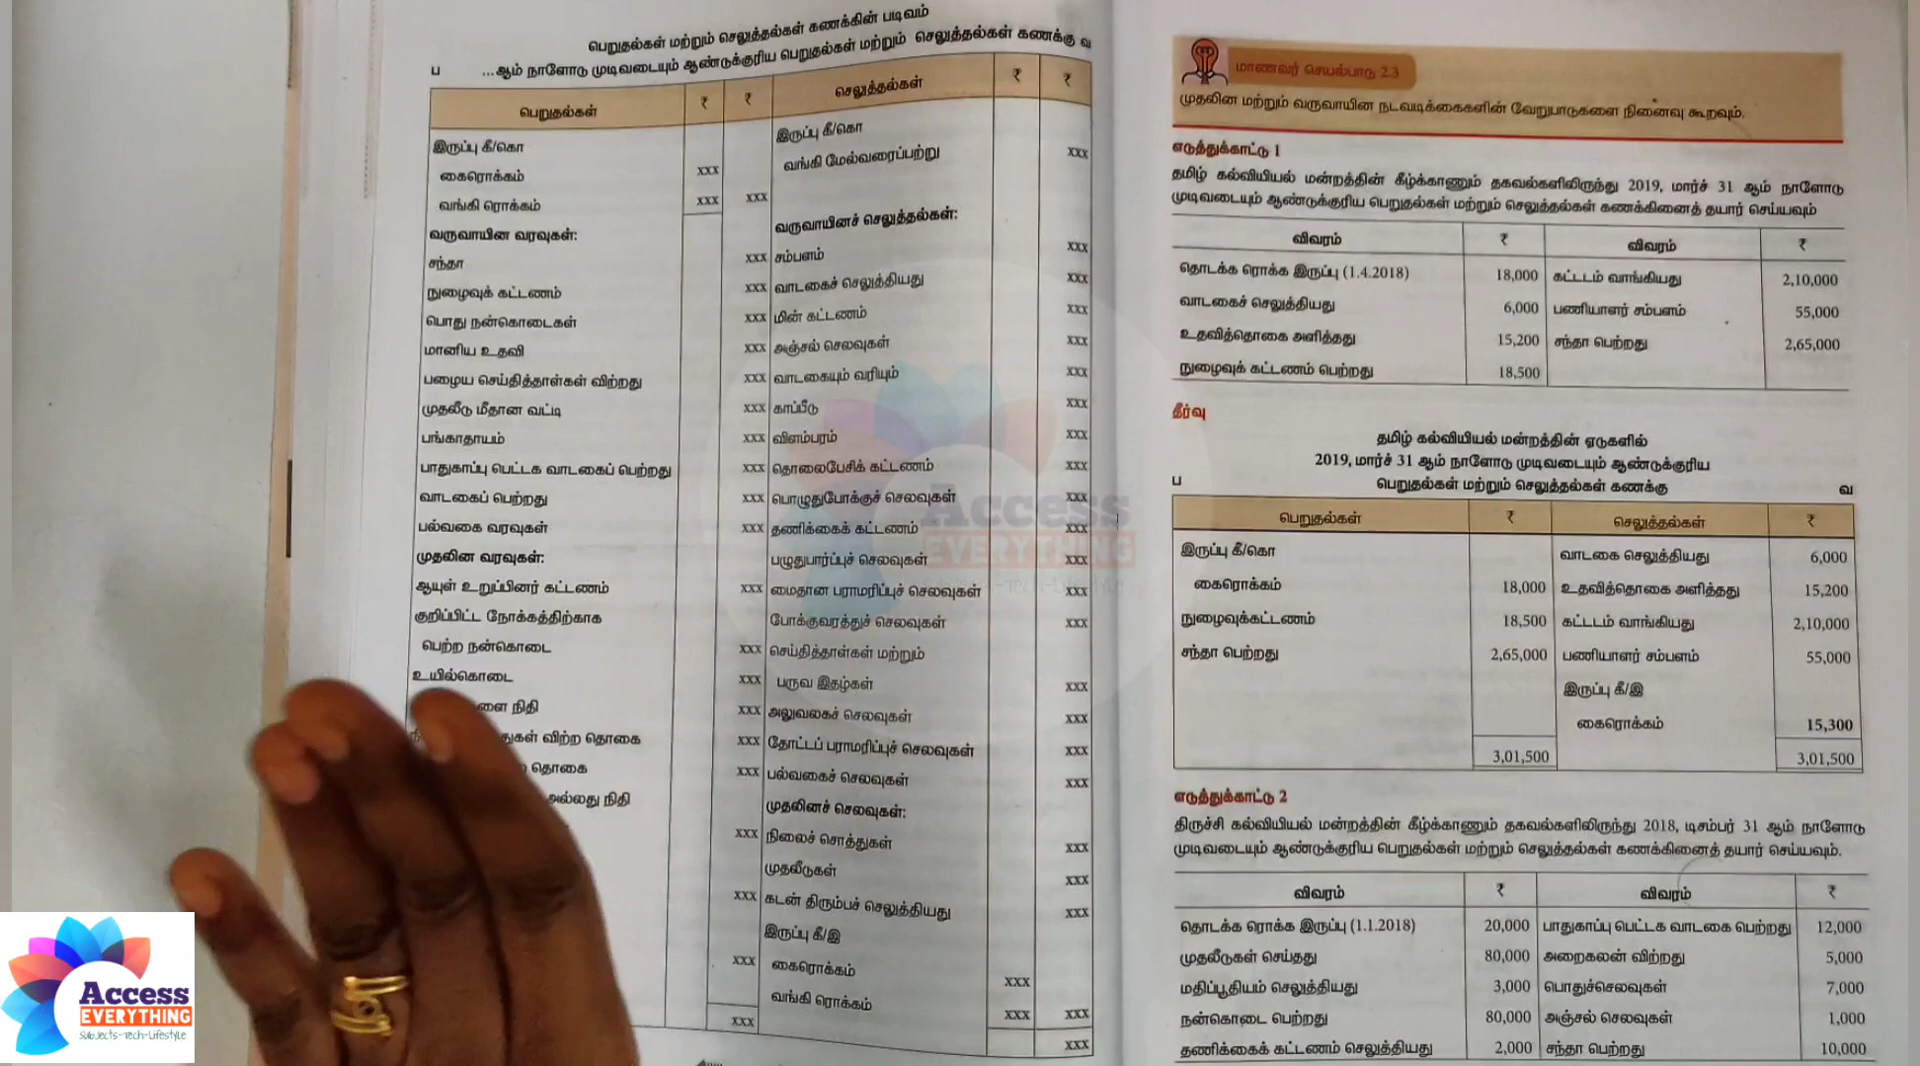 பெறுதல்கள் மற்றும் செலுத்தல்கள் கணக்கின் படிவம்
பெறுதல்கள் மற்றும் செலுத்தல்கள் கணக்கு வ
ப ...ஆம் நாளோடு முடிவடையும் ஆண்டுக்குரிய பெறுதல்கள் மற்றும்
பெறுதல்கள் ₹ ₹ செலுத்தல்கள் ₹ ₹
இருப்பு கீ/கொ இருப்பு கீ/கொ
கைரொக்கம் xxx வங்கி மேல்வரைப்பற்று xxx
வங்கி ரொக்கம் xxx xxx
வருவாயின வரவுகள்: வருவாயினச் செலுத்தல்கள்:
சந்தா xxx சம்பளம் xxx
நுழைவுக் கட்டணம் xxx வாடகைச் செலுத்தியது xxx
பொது நன்கொடைகள் xxx மின் கட்டணம் xxx
மானிய உதவி xxx அஞ்சல் செலவுகள் xxx
பழைய செய்தித்தாள்கள் விற்றது xxx வாடகையும் வரியும் xxx
முதலீடு மீதான வட்டி xxx காப்பீடு xxx
பங்காதாயம் xxx விளம்பரம் xxx
பாதுகாப்பு பெட்டக வாடகைப் பெற்றது xxx தொலைபேசிக் கட்டணம் xxx
வாடகைப் பெற்றது xxx பொழுதுபோக்குச் செலவுகள் xxx
பல்வகை வரவுகள் xxx தணிக்கைக் கட்டணம் xxx
முதலின வரவுகள்: பழுதுபார்ப்புச் செலவுகள் xxx
ஆயுள் உறுப்பினர் கட்டணம் xxx மைதான பராமரிப்புச் செலவுகள் xxx
குறிப்பிட்ட நோக்கத்திற்காக போக்குவரத்துச் செலவுகள் xxx
பெற்ற நன்கொடை xxx செய்தித்தாள்கள் மற்றும்
உயில்கொடை xxx பருவ இதழ்கள் xxx
நிதி xxx அலுவலகச் செலவுகள் xxx
விற்ற தொகை xxx தோட்டப் பராமரிப்புச் செலவுகள் xxx
தொகை xxx பல்வகைச் செலவுகள் xxx
அல்லது நிதி முதலினச் செலவுகள்:
xxx நிலைச் சொத்துகள் xxx
முதலீடுகள் xxx
xxx கடன் திரும்பச் செலுத்தியது xxx
இருப்பு கீ/இ
xxx கைரொக்கம் xxx
வங்கி ரொக்கம் xxx xxx
xxx xxx
மாணவர் செயல்பாடு 2.3
முதலின மற்றும் வருவாயின நடவடிக்கைகளின் வேறுபாடுகளை நினைவு கூறவும்.
எடுத்துக்காட்டு 1
தமிழ் கல்வியியல் மன்றத்தின் கீழ்க்காணும் தகவல்களிலிருந்து 2019, மார்ச் 31 ஆம் நாளோடு
முடிவடையும் ஆண்டுக்குரிய பெறுதல்கள் மற்றும் செலுத்தல்கள் கணக்கினைத் தயார் செய்யவும்
விவரம் ₹ விவரம் ₹
தொடக்க ரொக்க இருப்பு (1.4.2018) 18,000 கட்டடம் வாங்கியது 2,10,000
வாடகைச் செலுத்தியது 6,000 பணியாளர் சம்பளம் 55,000
உதவித்தொகை அளித்தது 15,200 சந்தா பெற்றது 2,65,000
நுழைவுக் கட்டணம் பெற்றது 18,500
தீர்வு
தமிழ் கல்வியியல் மன்றத்தின் ஏடுகளில்
2019, மார்ச் 31 ஆம் நாளோடு முடிவடையும் ஆண்டுக்குரிய
ப பெறுதல்கள் மற்றும் செலுத்தல்கள் கணக்கு வ
பெறுதல்கள் ₹ செலுத்தல்கள் ₹
இருப்பு கீ/கொ வாடகை செலுத்தியது 6,000
கைரொக்கம் 18,000 உதவித்தொகை அளித்தது 15,200
நுழைவுக்கட்டணம் 18,500 கட்டடம் வாங்கியது 2,10,000
சந்தா பெற்றது 2,65,000 பணியாளர் சம்பளம் 55,000
இருப்பு கீ/இ
கைரொக்கம் 15,300
3,01,500 3,01,500
எடுத்துக்காட்டு 2
திருச்சி கல்வியியல் மன்றத்தின் கீழ்க்காணும் தகவல்களிலிருந்து 2018, டிசம்பர் 31 ஆம் நாளோடு
முடிவடையும் ஆண்டுக்குரிய பெறுதல்கள் மற்றும் செலுத்தல்கள் கணக்கினைத் தயார் செய்யவும்.
விவரம் ₹ விவரம் ₹
தொடக்க ரொக்க இருப்பு (1.1.2018) 20,000 பாதுகாப்பு பெட்டக வாடகை பெற்றது 12,000
முதலீடுகள் செய்தது 80,000 அறைகலன் விற்றது 5,000
மதிப்பூதியம் செலுத்தியது 3,000 பொதுச்செலவுகள் 7,000
நன்கொடை பெற்றது 80,000 அஞ்சல் செலவுகள் 1,000
தணிக்கைக் கட்டணம் செலுத்தியது 2,000 சந்தா பெற்றது 10,000
Access
EVERYTHING
Access
EVERYTHING
Subjects-Tech-Lifestyle